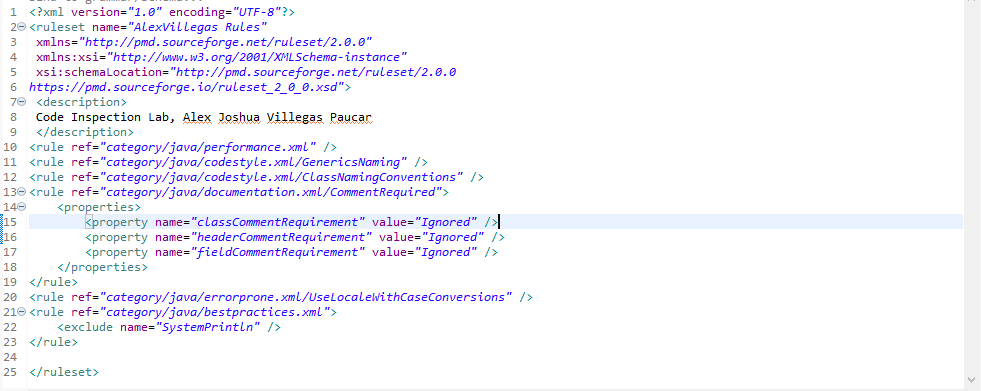 1 <?xml version="1.0" encoding="UTF-8"?>
2 <ruleset name="AlexVillegas Rules"
3 xmlns="http://pmd.sourceforge.net/ruleset/2.0.0"
4 xmlns:xsi="http://www.w3.org/2001/XMLSchema-instance"
5 xsi:schemaLocation="http://pmd.sourceforge.net/ruleset/2.0.0
6 https://pmd.sourceforge.io/ruleset_2_0_0.xsd">
7 <description>
8 Code Inspection Lab, Alex Joshua Villegas Paucar
9 </description>
10 <rule ref="category/java/performance.xml" />
11 <rule ref="category/java/codestyle.xml/GenericsNaming" />
12 <rule ref="category/java/codestyle.xml/ClassNamingConventions" />
13 <rule ref="category/java/documentation.xml/CommentRequired">
14 <properties>
15 <property name="classCommentRequirement" value="Ignored" />
16 <property name="headerCommentRequirement" value="Ignored" />
17 <property name="fieldCommentRequirement" value="Ignored" />
18 </properties>
19 </rule>
20 <rule ref="category/java/errorprone.xml/UseLocaleWithCaseConversions" />
21 <rule ref="category/java/bestpractices.xml">
22 <exclude name="SystemPrintln" />
23 </rule>
24
25 </ruleset>